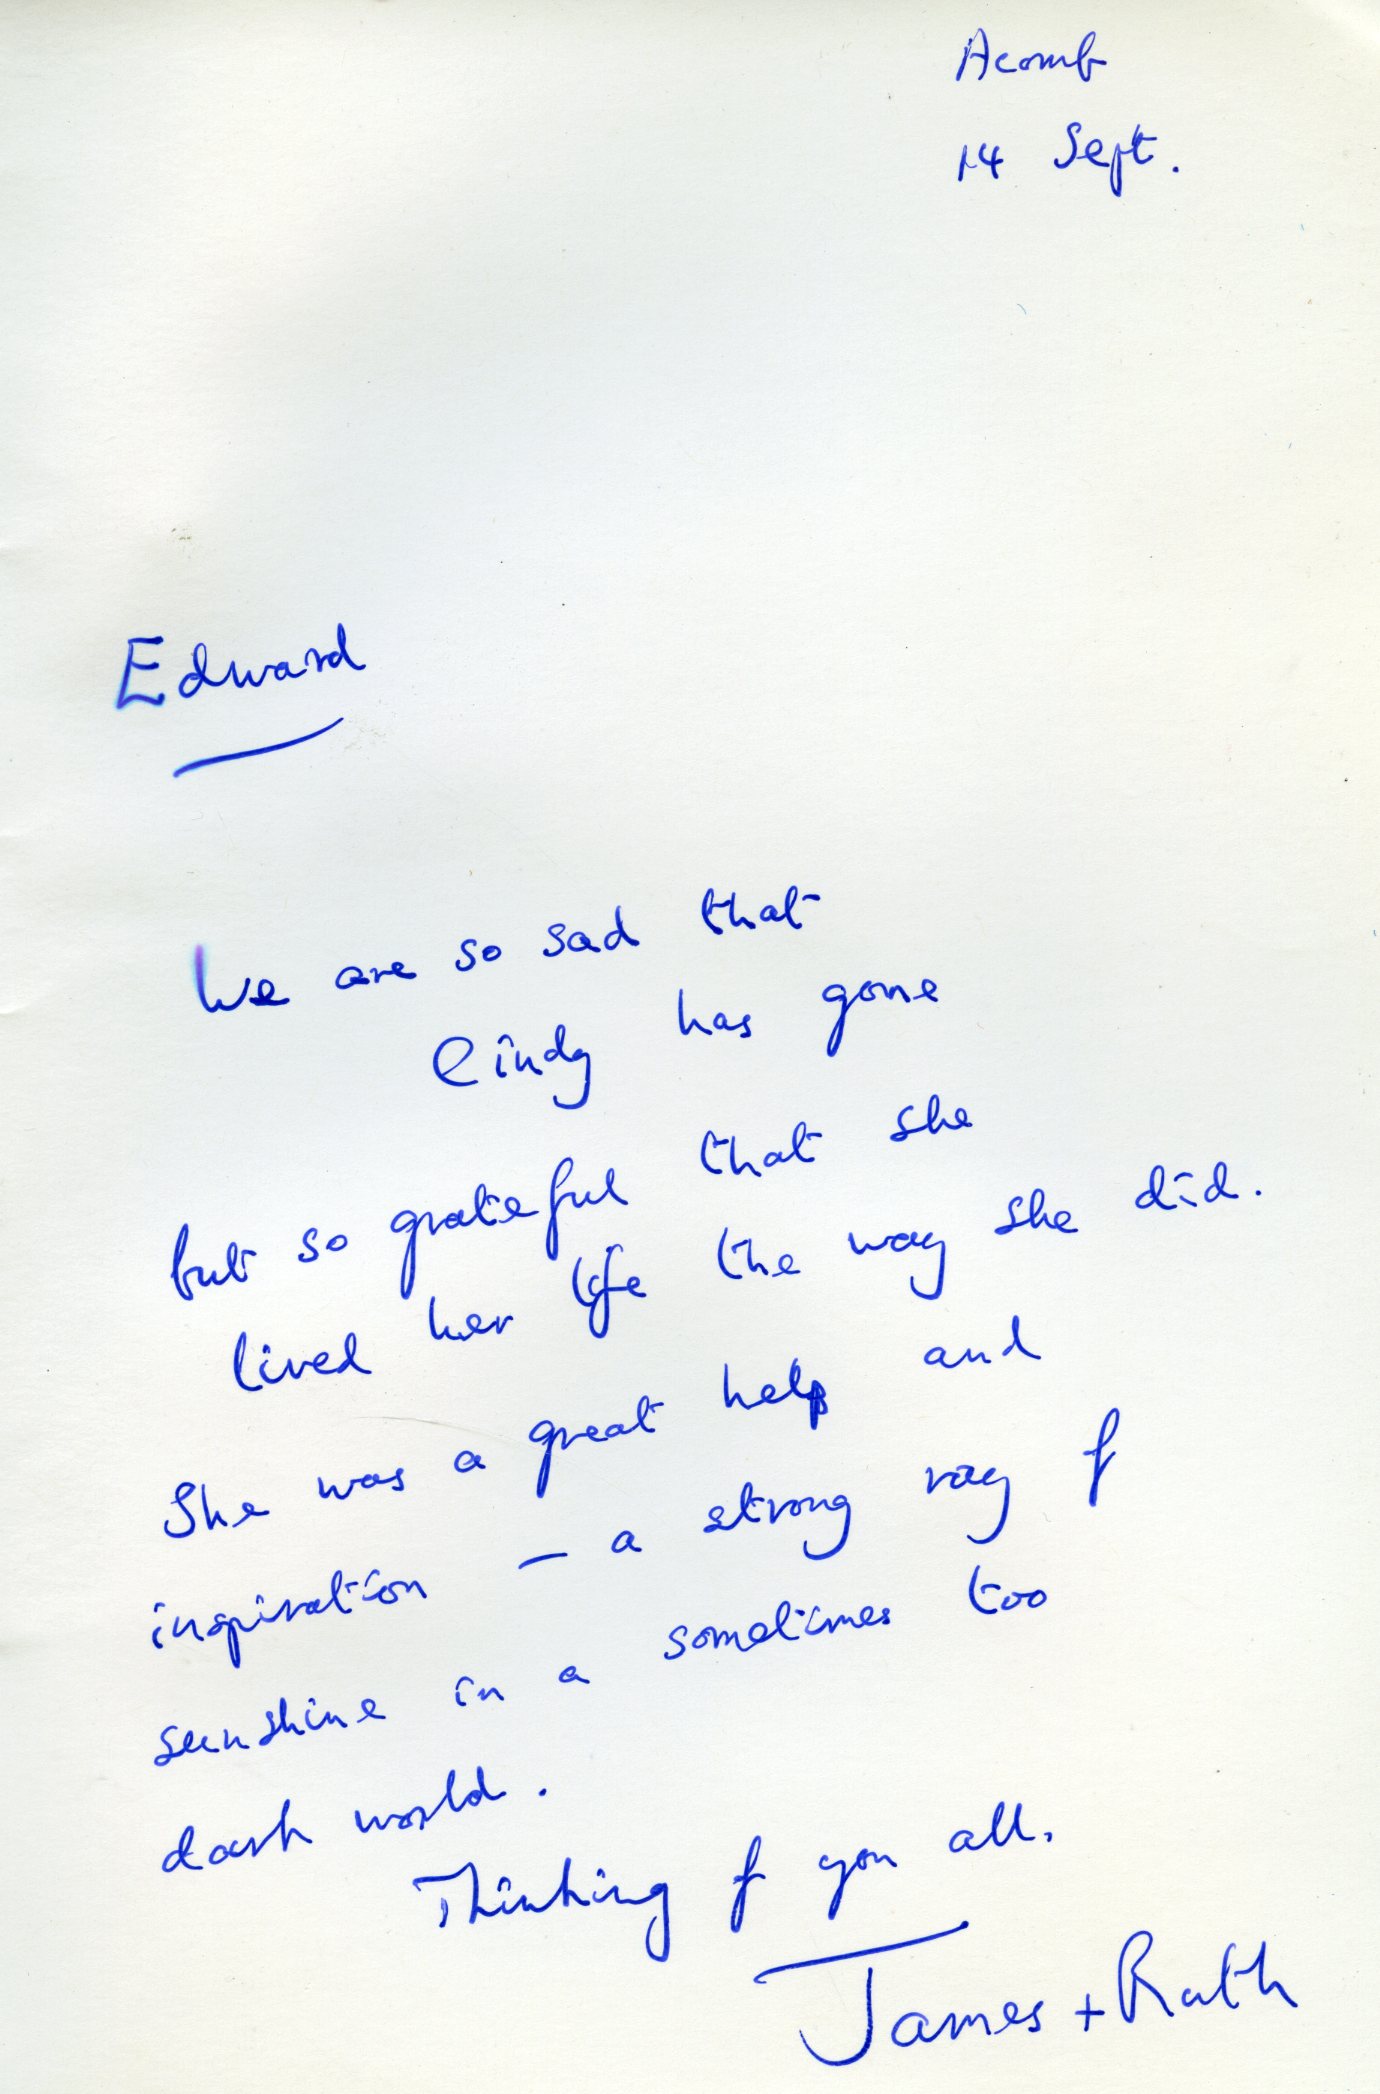 Acomb
14 Sept.
Edward
We are so sad that
Cindy has gone
but so grateful that she
lived her life the way she did.
She was a great help and
inspiration – a strong ray of
sunshine in a sometimes too
dark world.
Thinking of you all.
James + Ruth